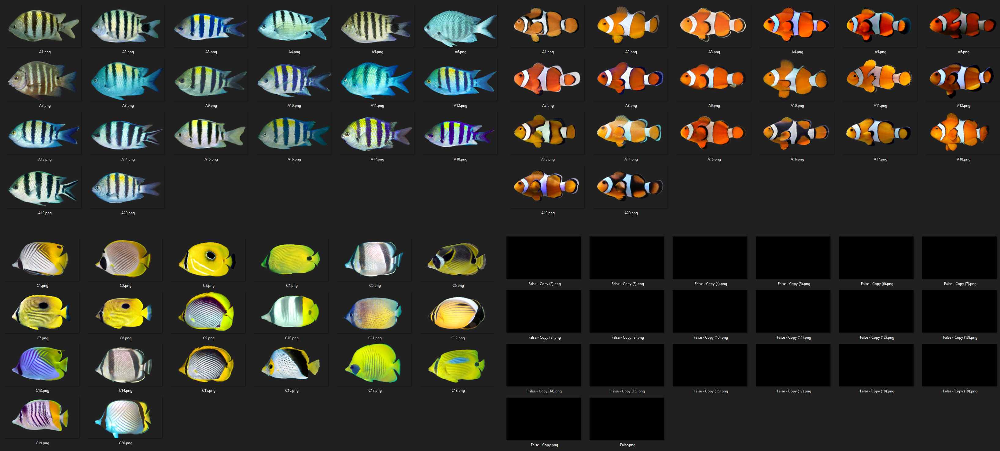 A1.png A2.png A3.png A4.png A5.png A6.png A1.png A2.png A3.png A4.png A5.png A6.png
A7.png A8.png A9.png A10.png A11.png A12.png A7.png A8.png A9.png A10.png A11.png A12.png
A13.png A14.png A15.png A16.png A17.png A18.png A13.png A14.png A15.png A16.png A17.png A18.png
A19.png A20.png A19.png A20.png
C1.png C2.png C3.png C4.png C5.png C6.png False - Copy (2).png False - Copy (3).png False - Copy (4).png False - Copy (5).png False - Copy (6).png False - Copy (7).png
C7.png C8.png C9.png C10.png C11.png C12.png False - Copy (8).png False - Copy (9).png False - Copy (10).png False - Copy (11).png False - Copy (12).png False - Copy (13).png
C13.png C14.png C15.png C16.png C17.png C18.png False - Copy (14).png False - Copy (15).png False - Copy (16).png False - Copy (17).png False - Copy (18).png False - Copy (19).png
C19.png C20.png False - Copy.png False.png